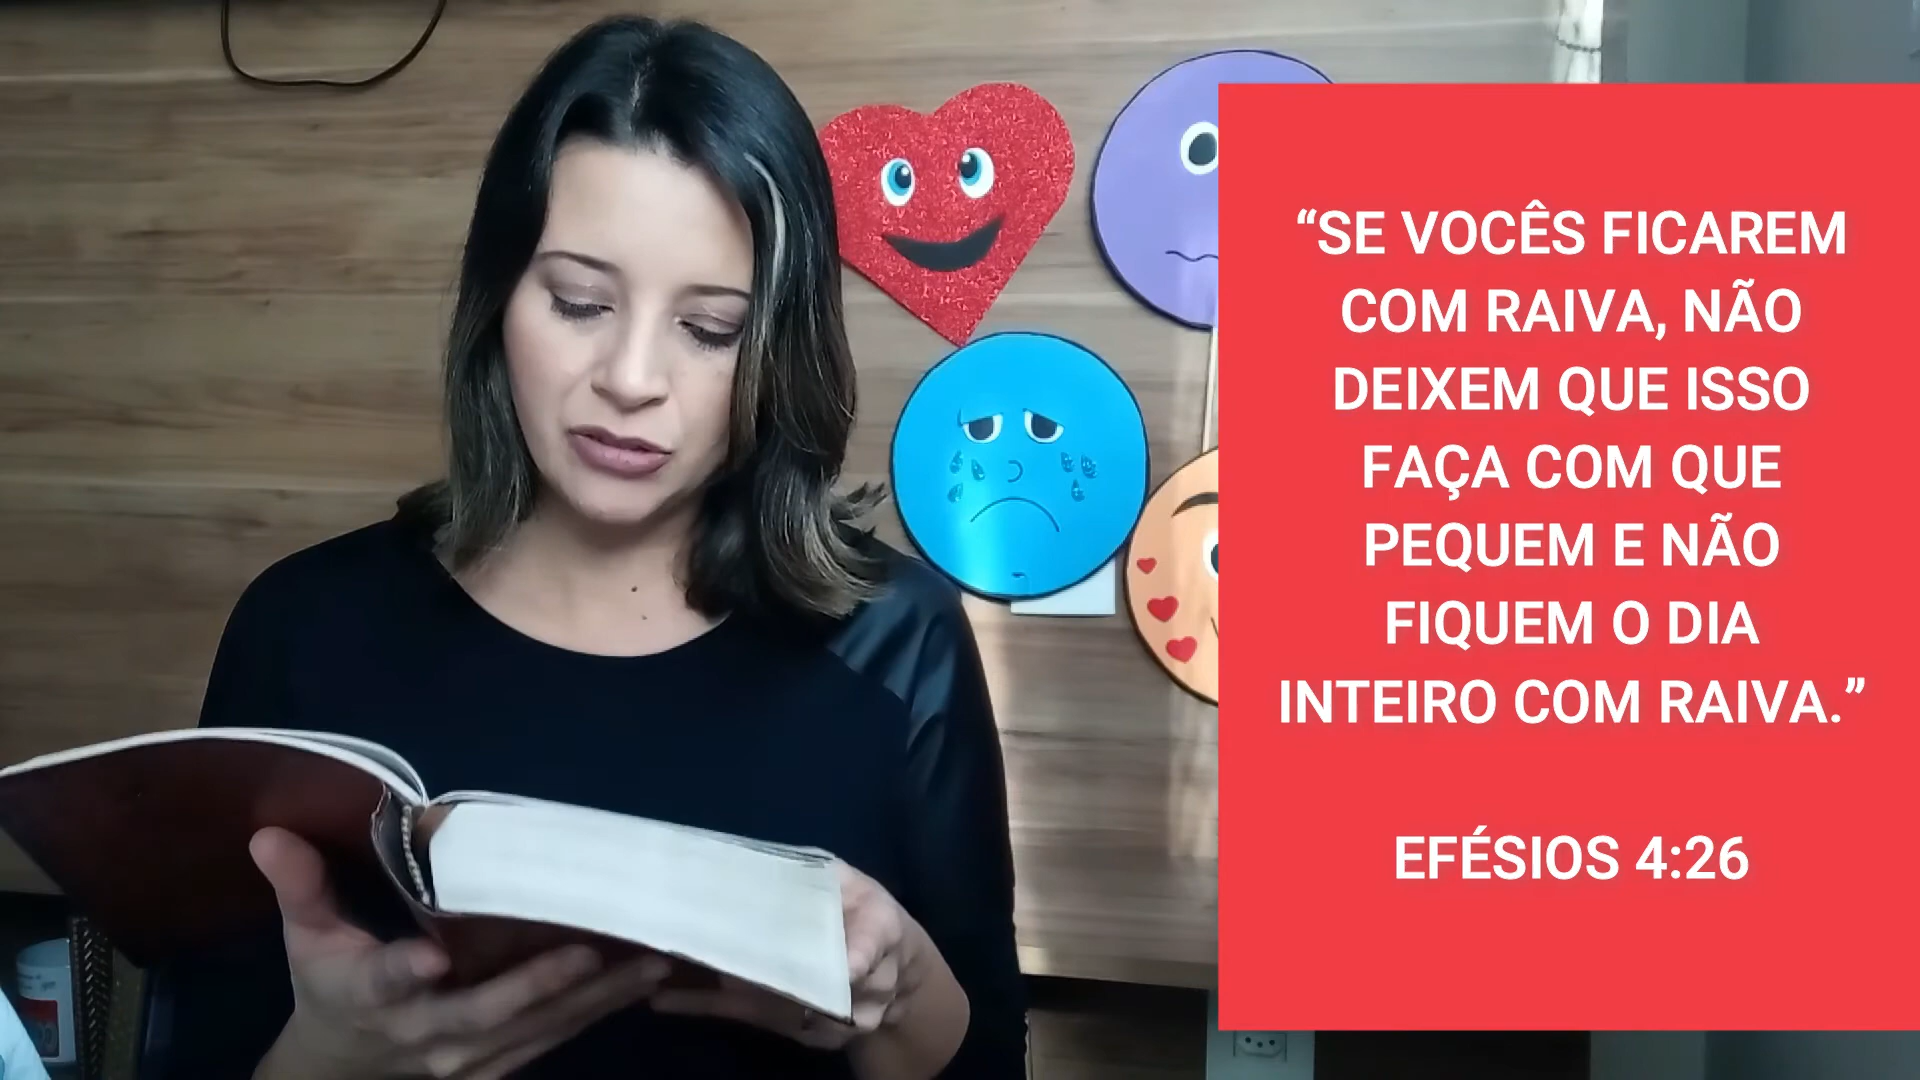 “SE VOCÊS FICAREM
COM RAIVA, NÃO
DEIXEM QUE ISSO
FAÇA COM QUE
PEQUEM E NÃO
FIQUEM O DIA
INTEIRO COM RAIVA.”
EFÉSIOS 4:26